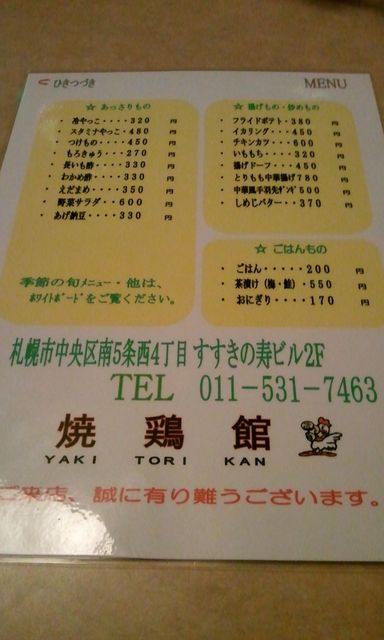 ひきつづき
MENU
☆ あっさりもの
・ 冷やっこ・・・・320 円
・ スタミナやっこ・・480 円
・ つけもの・・・・450 円
・ もろきゅう・・・・270 円
・ 長いも酢・・・・330 円
・ わかめ酢・・・・330 円
・ えだまめ・・・・350 円
・ 野菜サラダ・・・600 円
・ あげ納豆・・・・330 円
季節の旬メニュー・他は、
ホワイトボードをご覧ください。
☆ 揚げもの・炒めもの
・ フライドポテト・・380 円
・ イカリング・・・・450 円
・ チキンカツ・・・600 円
・ いももち・・・・320 円
・ 揚げドーフ・・・・450 円
・ とりもも中華揚げ780 円
・ 中華風手羽先ギョウザ500 円
・ しめじバター・・・370 円
☆ ごはんもの
・ ごはん・・・・・200 円
・ 茶漬け（梅・鮭）・550 円
・ おにぎり・・・・170 円
札幌市中央区南5条西4丁目 すすきの寿ビル2F
TEL 011-531-7463
焼 鶏 館
YAKI TORI KAN
ご来店、誠に有り難うございます。